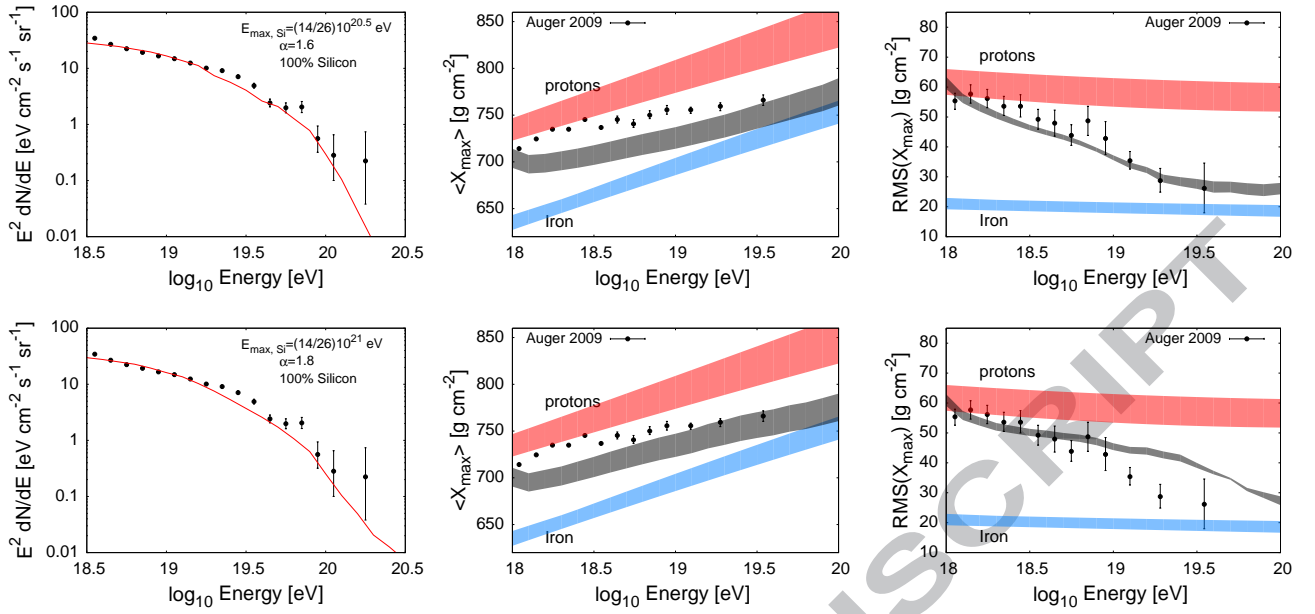 E² dN/dE [eV cm⁻² s⁻¹ sr⁻¹]
100
10
1
0.1
0.01
E_max, Si=(14/26)10^20.5 eV
α=1.6
100% Silicon
18.5 19 19.5 20 20.5
log₁₀ Energy [eV]
<X_max> [g cm⁻²]
850
800
750
700
650
Auger 2009
protons
Iron
18 18.5 19 19.5 20
log₁₀ Energy [eV]
RMS(X_max) [g cm⁻²]
80
70
60
50
40
30
20
10
Auger 2009
protons
Iron
18 18.5 19 19.5 20
log₁₀ Energy [eV]
E² dN/dE [eV cm⁻² s⁻¹ sr⁻¹]
100
10
1
0.1
0.01
E_max, Si=(14/26)10^21 eV
α=1.8
100% Silicon
18.5 19 19.5 20 20.5
log₁₀ Energy [eV]
<X_max> [g cm⁻²]
850
800
750
700
650
Auger 2009
protons
Iron
18 18.5 19 19.5 20
log₁₀ Energy [eV]
RMS(X_max) [g cm⁻²]
80
70
60
50
40
30
20
10
Auger 2009
protons
Iron
18 18.5 19 19.5 20
log₁₀ Energy [eV]